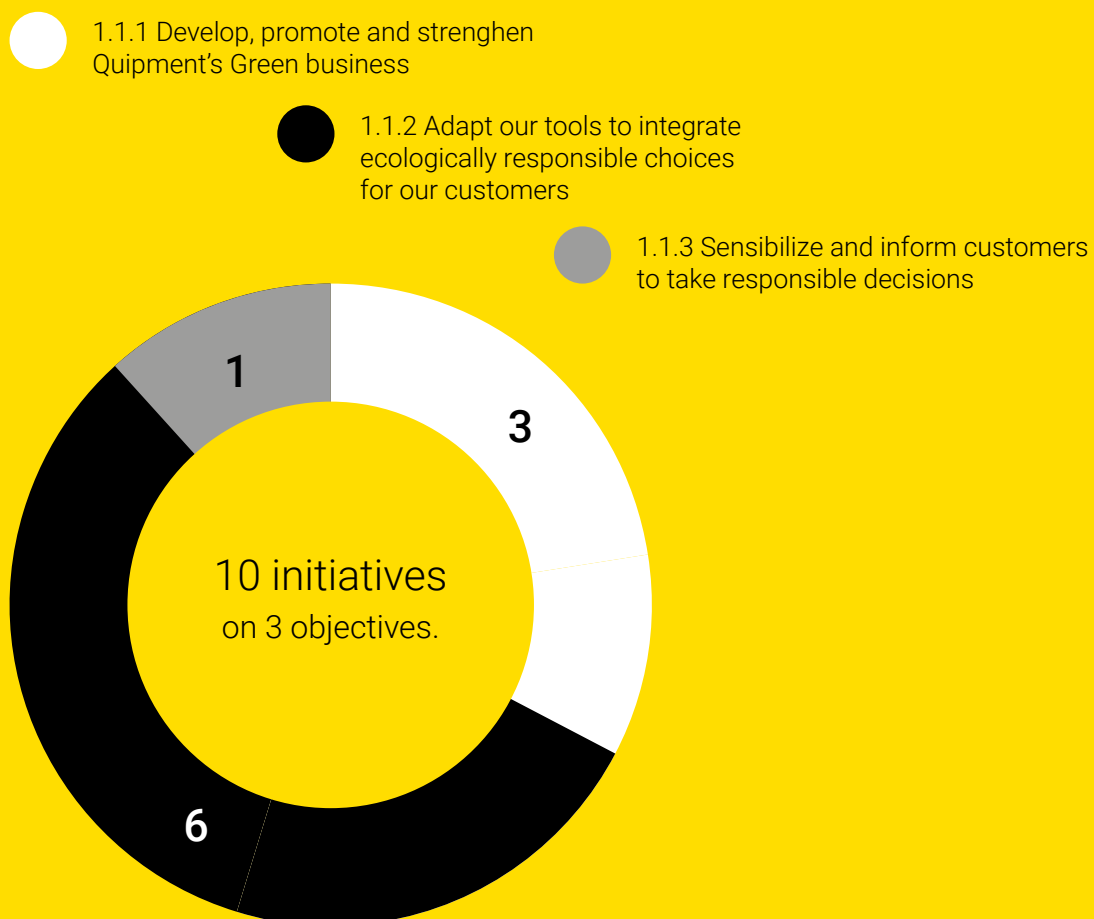 1.1.1 Develop, promote and strenghen
Quipment's Green business
1.1.2 Adapt our tools to integrate
ecologically responsible choices
for our customers
1.1.3 Sensibilize and inform customers
to take responsible decisions
1
3
10 initiatives
on 3 objectives.
6